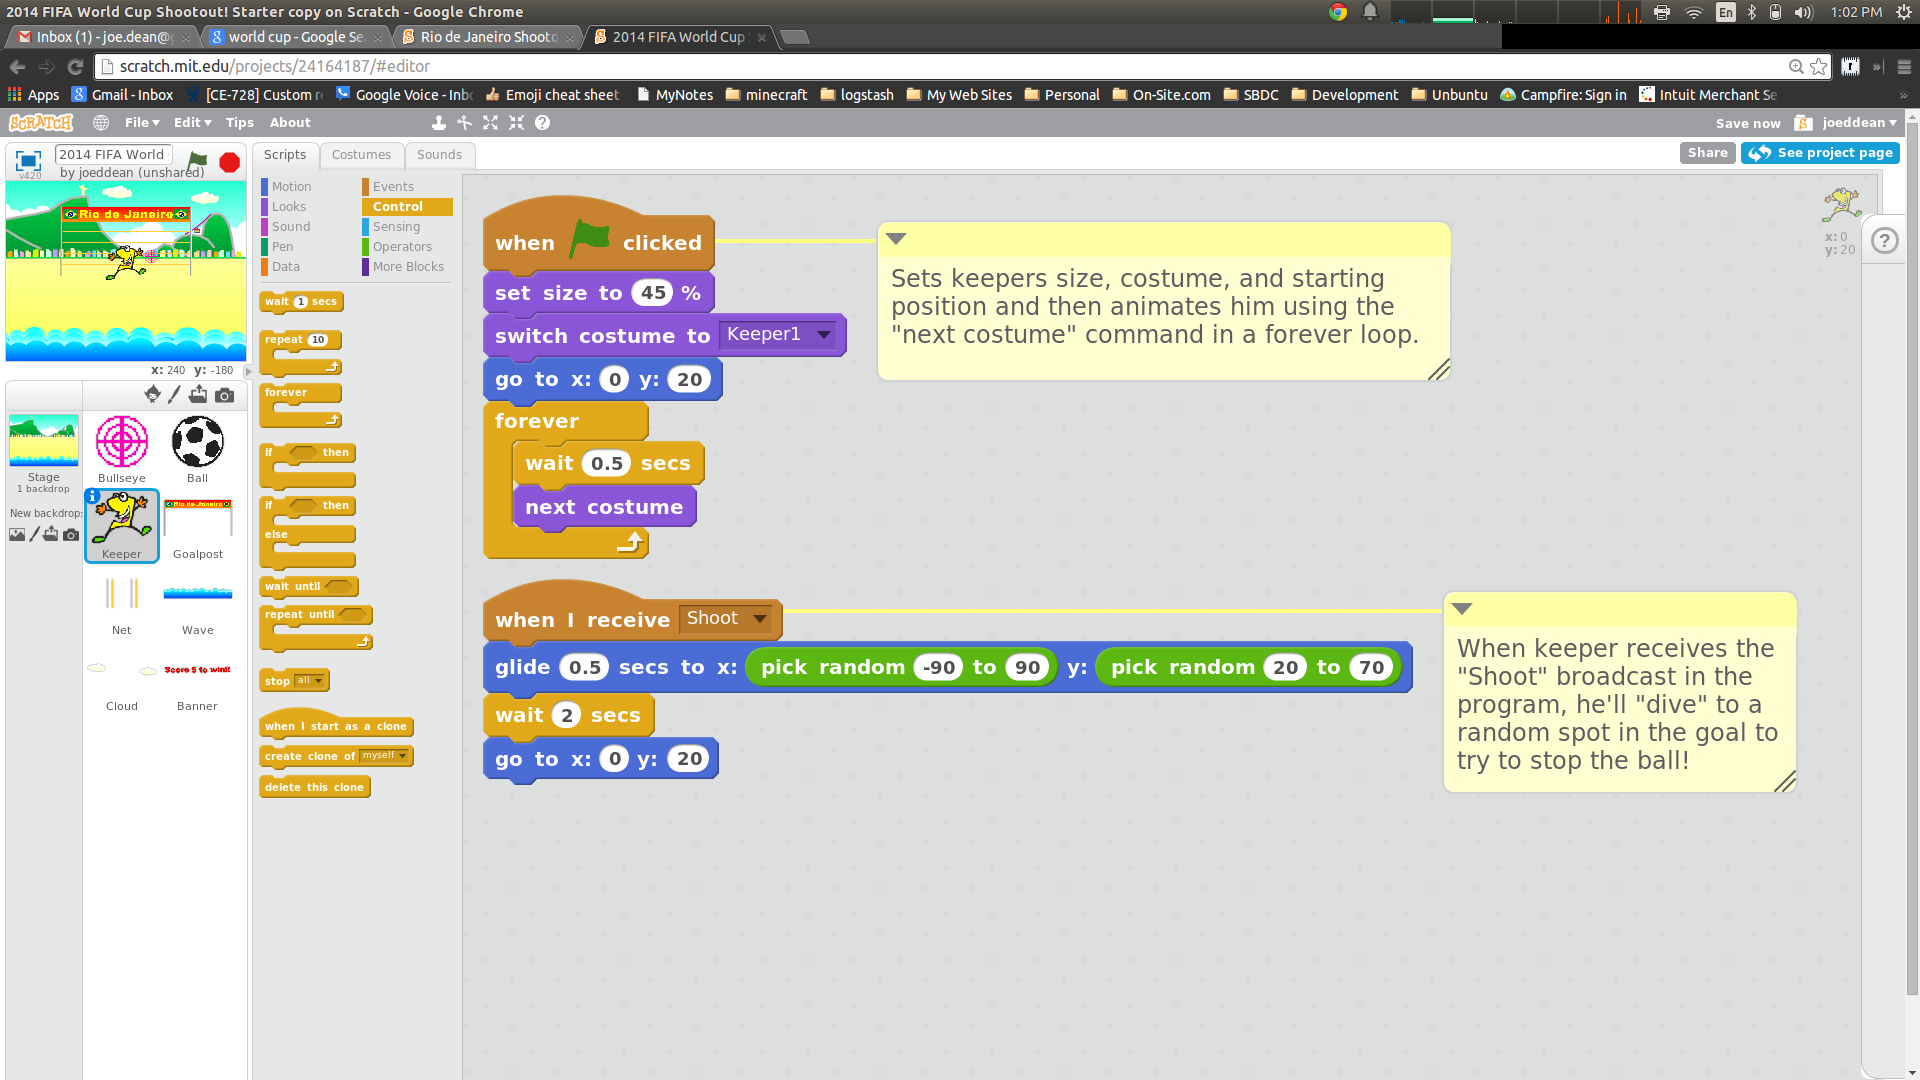 2014 FIFA World Cup Shootout! Starter copy on Scratch - Google Chrome
En
1:02 PM
Inbox (1) - joe.dean@g
world cup - Google Se
Rio de Janeiro Shooto
2014 FIFA World Cup
scratch.mit.edu/projects/24164187/#editor
Apps
Gmail - Inbox
[CE-728] Custom r
Google Voice - Inb
Emoji cheat sheet
MyNotes
minecraft
logstash
My Web Sites
Personal
On-Site.com
SBDC
Development
Unbuntu
Campfire: Sign in
Intuit Merchant Se
SCRATCH
File
Edit
Tips
About
Save now
joeddean
v420
2014 FIFA World
by joeddean (unshared)
Scripts
Costumes
Sounds
Share
See project page
Rio de Janeiro
x: 240 y: -180
Stage
1 backdrop
New backdrop:
Bullseye
Ball
Keeper
Rio de Janeiro
Goalpost
Net
Wave
Cloud
Score 5 to win!!
Banner
Motion
Looks
Sound
Pen
Data
Events
Control
Sensing
Operators
More Blocks
wait 1 secs
repeat 10
forever
if then
if then
else
wait until
repeat until
stop all
when I start as a clone
create clone of myself
delete this clone
when clicked
set size to 45 %
switch costume to Keeper1
go to x: 0 y: 20
forever
wait 0.5 secs
next costume
Sets keepers size, costume, and starting
position and then animates him using the
"next costume" command in a forever loop.
x: 0
y: 20
?
when I receive Shoot
glide 0.5 secs to x: pick random -90 to 90 y: pick random 20 to 70
wait 2 secs
go to x: 0 y: 20
When keeper receives the
"Shoot" broadcast in the
program, he'll "dive" to a
random spot in the goal to
try to stop the ball!